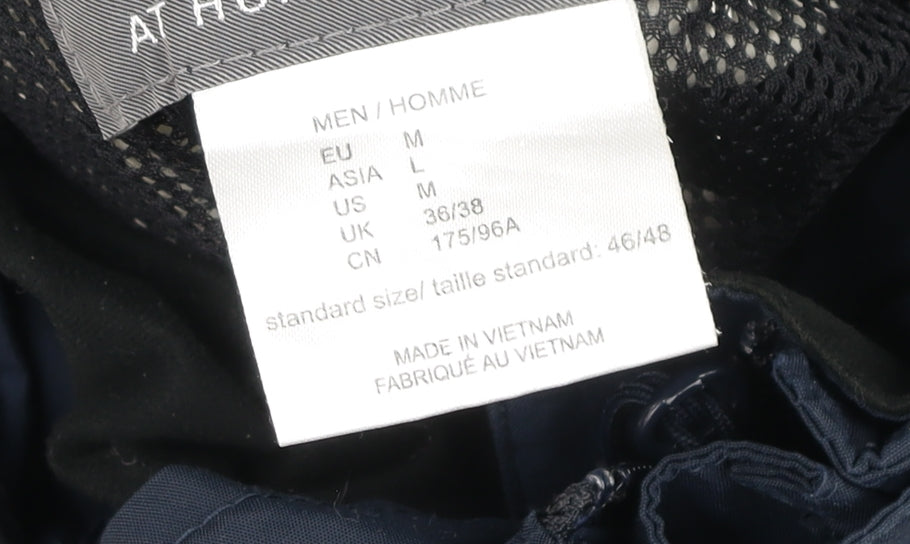 AT
MEN / HOMME
EU M
ASIA L
US M
UK 36/38
CN 175/96A
standard size/ taille standard: 46/48
MADE IN VIETNAM
FABRIQUÉ AU VIETNAM